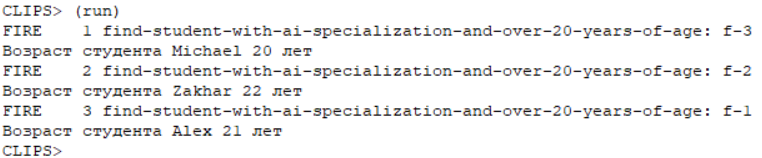 CLIPS> (run)
FIRE    1 find-student-with-ai-specialization-and-over-20-years-of-age: f-3
Возраст студента Michael 20 лет
FIRE    2 find-student-with-ai-specialization-and-over-20-years-of-age: f-2
Возраст студента Zakhar 22 лет
FIRE    3 find-student-with-ai-specialization-and-over-20-years-of-age: f-1
Возраст студента Alex 21 лет
CLIPS>